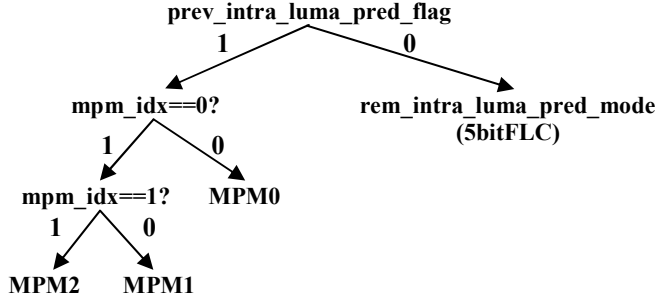 prev_intra_luma_pred_flag
1
0
mpm_idx==0?
rem_intra_luma_pred_mode
(5bitFLC)
1
0
mpm_idx==1?
MPM0
1
0
MPM2
MPM1